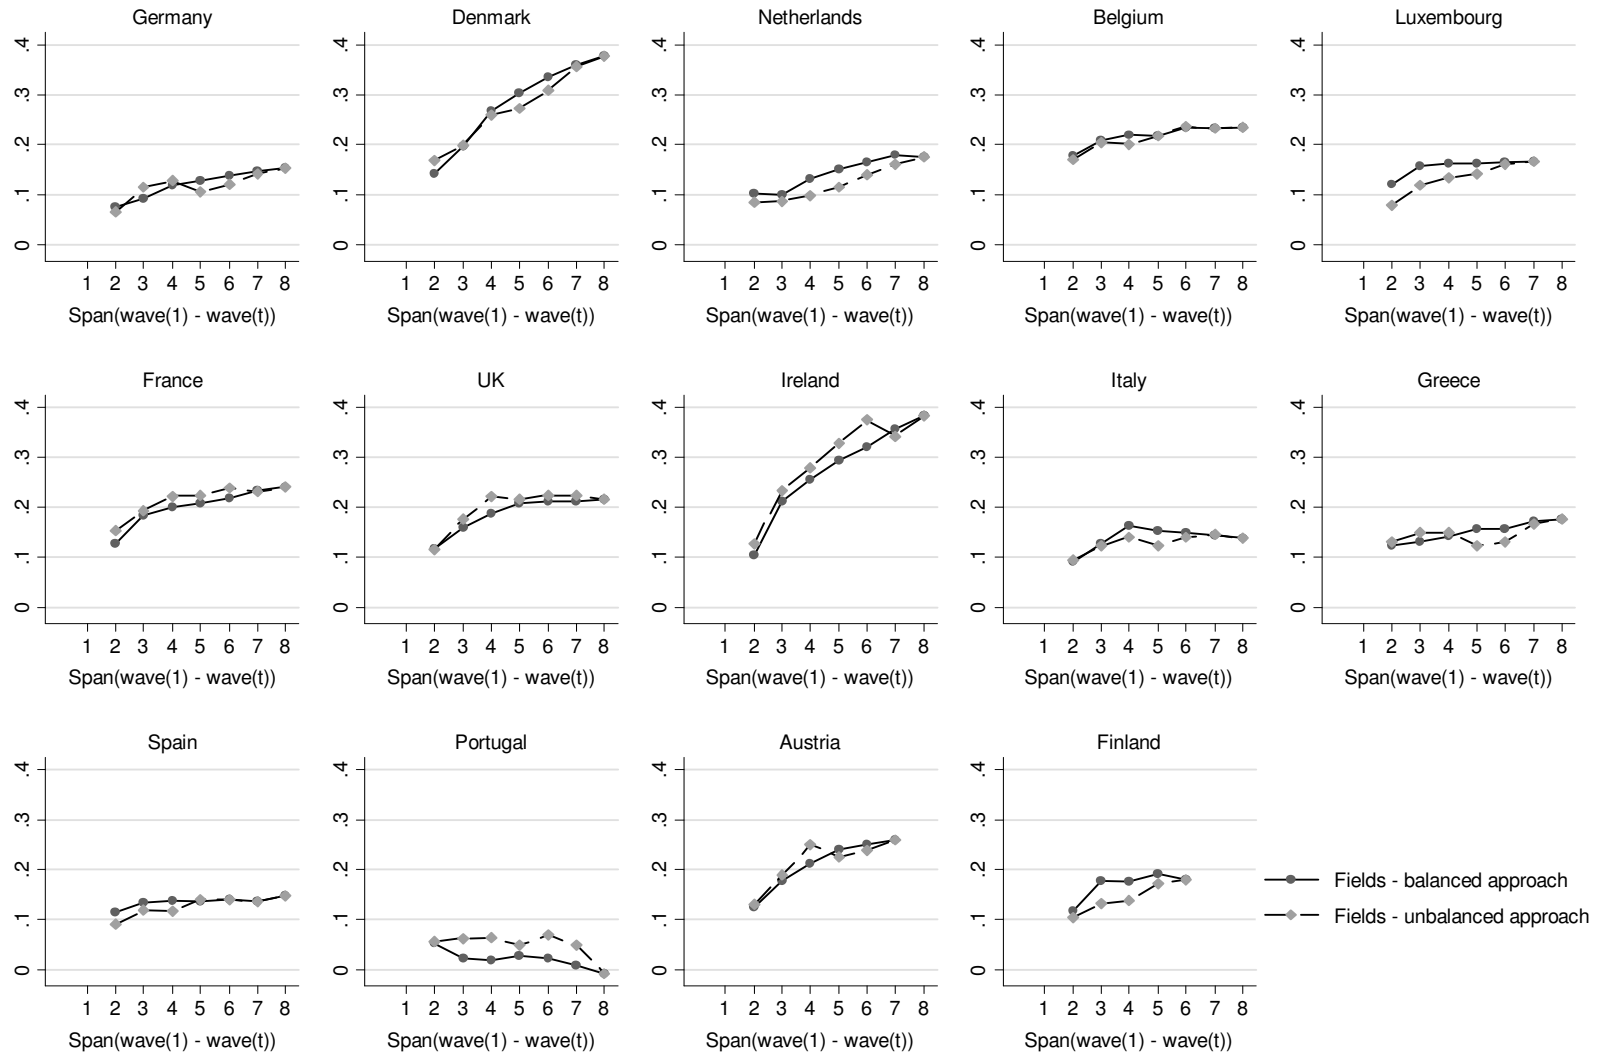 Germany Denmark Netherlands Belgium Luxembourg
.4 .4 .4 .4 .4
.3 .3 .3 .3 .3
.2 .2 .2 .2 .2
.1 .1 .1 .1 .1
0 0 0 0 0
1 2 3 4 5 6 7 8 1 2 3 4 5 6 7 8 1 2 3 4 5 6 7 8 1 2 3 4 5 6 7 8 1 2 3 4 5 6 7 8
Span(wave(1) - wave(t)) Span(wave(1) - wave(t)) Span(wave(1) - wave(t)) Span(wave(1) - wave(t)) Span(wave(1) - wave(t))
France UK Ireland Italy Greece
.4 .4 .4 .4 .4
.3 .3 .3 .3 .3
.2 .2 .2 .2 .2
.1 .1 .1 .1 .1
0 0 0 0 0
1 2 3 4 5 6 7 8 1 2 3 4 5 6 7 8 1 2 3 4 5 6 7 8 1 2 3 4 5 6 7 8 1 2 3 4 5 6 7 8
Span(wave(1) - wave(t)) Span(wave(1) - wave(t)) Span(wave(1) - wave(t)) Span(wave(1) - wave(t)) Span(wave(1) - wave(t))
Spain Portugal Austria Finland
.4 .4 .4 .4
.3 .3 .3 .3
.2 .2 .2 .2
.1 .1 .1 .1
0 0 0 0
1 2 3 4 5 6 7 8 1 2 3 4 5 6 7 8 1 2 3 4 5 6 7 8 1 2 3 4 5 6 7 8
Span(wave(1) - wave(t)) Span(wave(1) - wave(t)) Span(wave(1) - wave(t)) Span(wave(1) - wave(t))
Fields - balanced approach
Fields - unbalanced approach